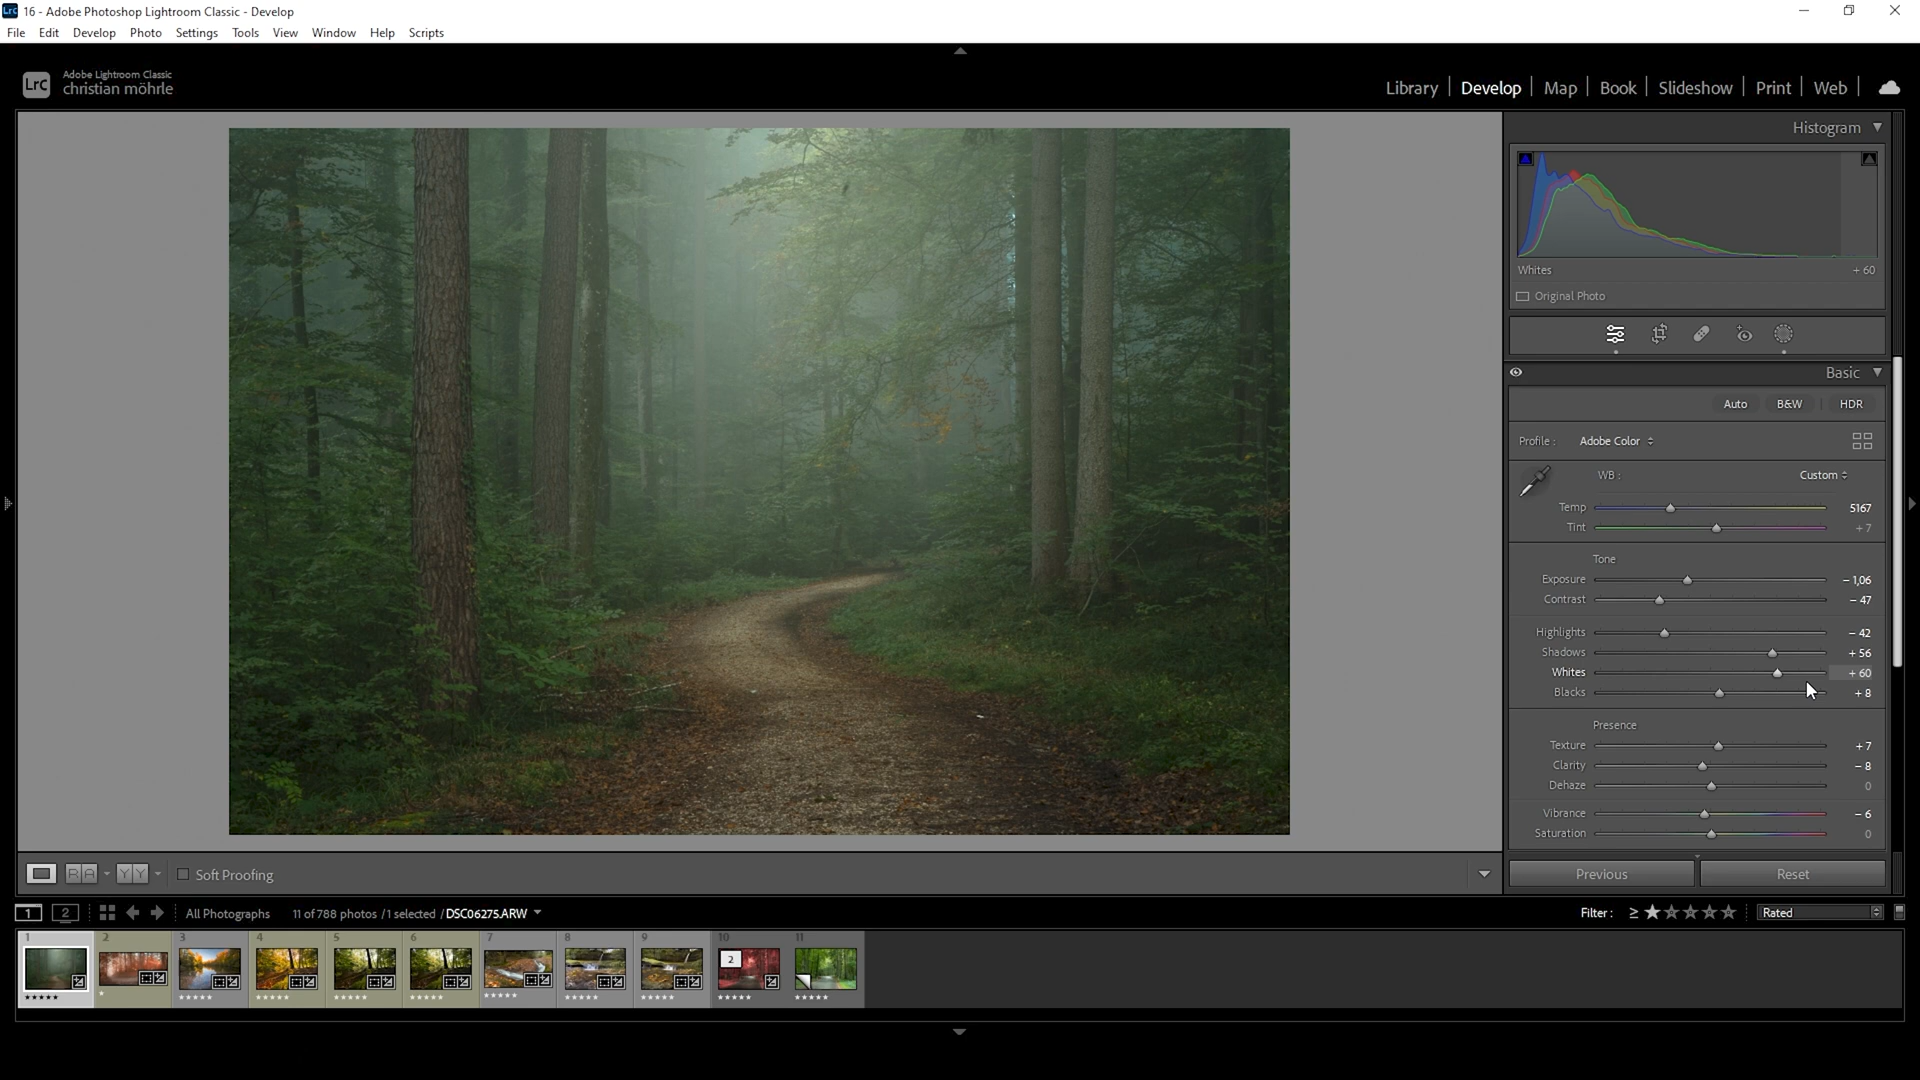 16 - Adobe Photoshop Lightroom Classic - Develop
File Edit Develop Photo Settings Tools View Window Help Scripts
Lrc
Adobe Lightroom Classic
christian möhrle
Library | Develop | Map | Book | Slideshow | Print | Web
Histogram
Whites + 60
Original Photo
Basic
Auto B&W HDR
Profile : Adobe Color
WB : Custom
Temp 5167
Tint + 7
Tone
Exposure – 1,06
Contrast – 47
Highlights – 42
Shadows + 56
Whites + 60
Blacks + 8
Presence
Texture + 7
Clarity – 8
Dehaze 0
Vibrance – 6
Saturation 0
Previous Reset
R A Y Y Soft Proofing
1 2 All Photographs 11 of 788 photos / 1 selected / DSC06275.ARW Filter : ≥ ★★★★★ Rated
1 2 3 4 5 6 7 8 9 10 11
2